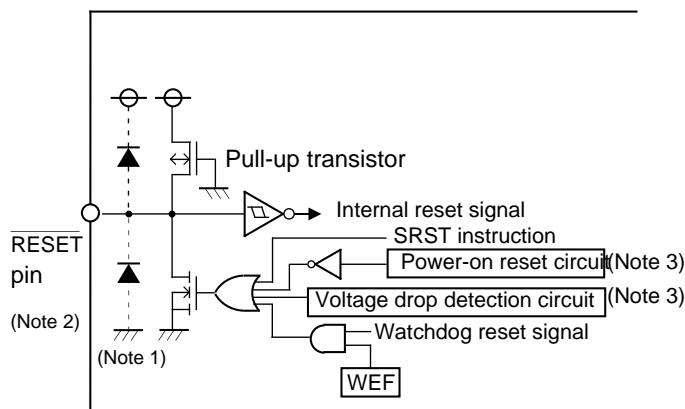 Pull-up transistor
Internal reset signal
RESET
pin
(Note 2)
(Note 1)
SRST instruction
Power-on reset circuit (Note 3)
Voltage drop detection circuit (Note 3)
Watchdog reset signal
WEF